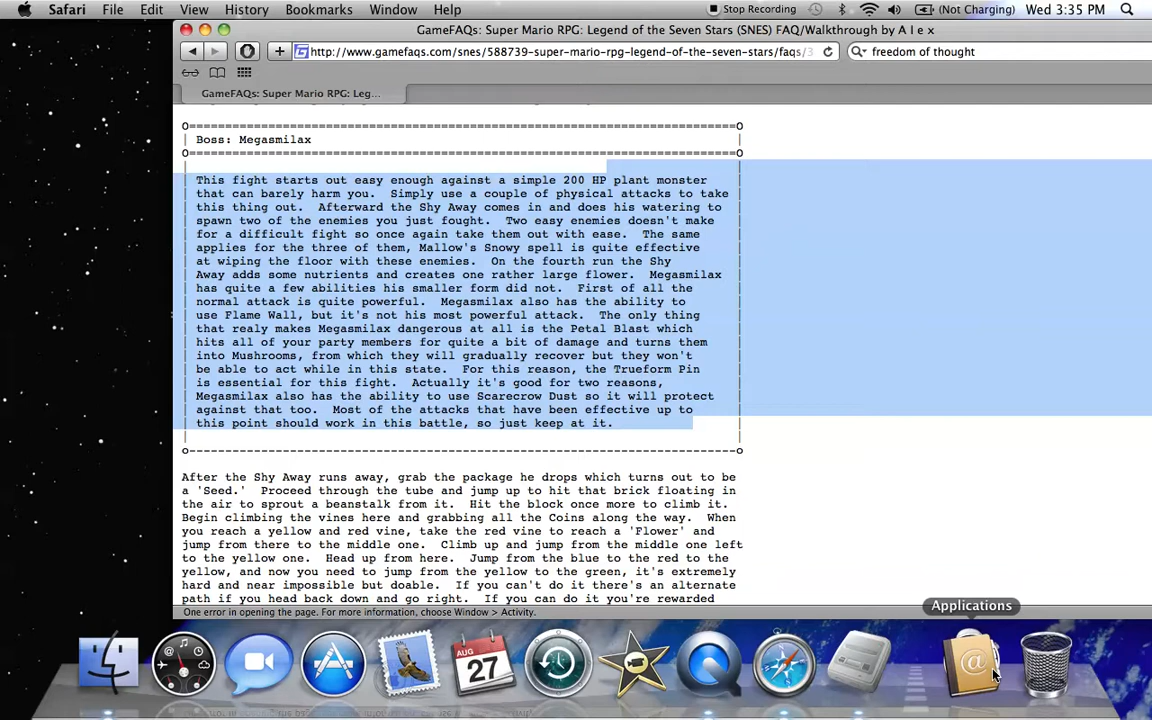 Safari File Edit View History Bookmarks Window Help Stop Recording (Not Charging) Wed 3:35 PM
GameFAQs: Super Mario RPG: Legend of the Seven Stars (SNES) FAQ/Walkthrough by A l e x
http://www.gamefaqs.com/snes/588739-super-mario-rpg-legend-of-the-seven-stars/faqs/3 freedom of thought
GameFAQs: Super Mario RPG: Leg...
Boss: Megasmilax
This fight starts out easy enough against a simple 200 HP plant monster
that can barely harm you. Simply use a couple of physical attacks to take
this thing out. Afterward the Shy Away comes in and does his watering to
spawn two of the enemies you just fought. Two easy enemies doesn't make
for a difficult fight so once again take them out with ease. The same
applies for the three of them, Mallow's Snowy spell is quite effective
at wiping the floor with these enemies. On the fourth run the Shy
Away adds some nutrients and creates one rather large flower. Megasmilax
has quite a few abilities his smaller form did not. First of all the
normal attack is quite powerful. Megasmilax also has the ability to
use Flame Wall, but it's not his most powerful attack. The only thing
that realy makes Megasmilax dangerous at all is the Petal Blast which
hits all of your party members for quite a bit of damage and turns them
into Mushrooms, from which they will gradually recover but they won't
be able to act while in this state. For this reason, the Trueform Pin
is essential for this fight. Actually it's good for two reasons,
Megasmilax also has the ability to use Scarecrow Dust so it will protect
against that too. Most of the attacks that have been effective up to
this point should work in this battle, so just keep at it.
After the Shy Away runs away, grab the package he drops which turns out to be
a 'Seed.' Proceed through the tube and jump up to hit that brick floating in
the air to sprout a beanstalk from it. Hit the block once more to climb it.
Begin climbing the vines here and grabbing all the Coins along the way. When
you reach a yellow and red vine, take the red vine to reach a 'Flower' and
jump from there to the middle one. Climb up and jump from the middle one left
to the yellow one. Head up from here. Jump from the blue to the red to the
yellow, and now you need to jump from the yellow to the green, it's extremely
hard and near impossible but doable. If you can't do it there's an alternate
path if you head back down and go right. If you can do it you're rewarded
One error in opening the page. For more information, choose Window > Activity.
Applications
AUG
27